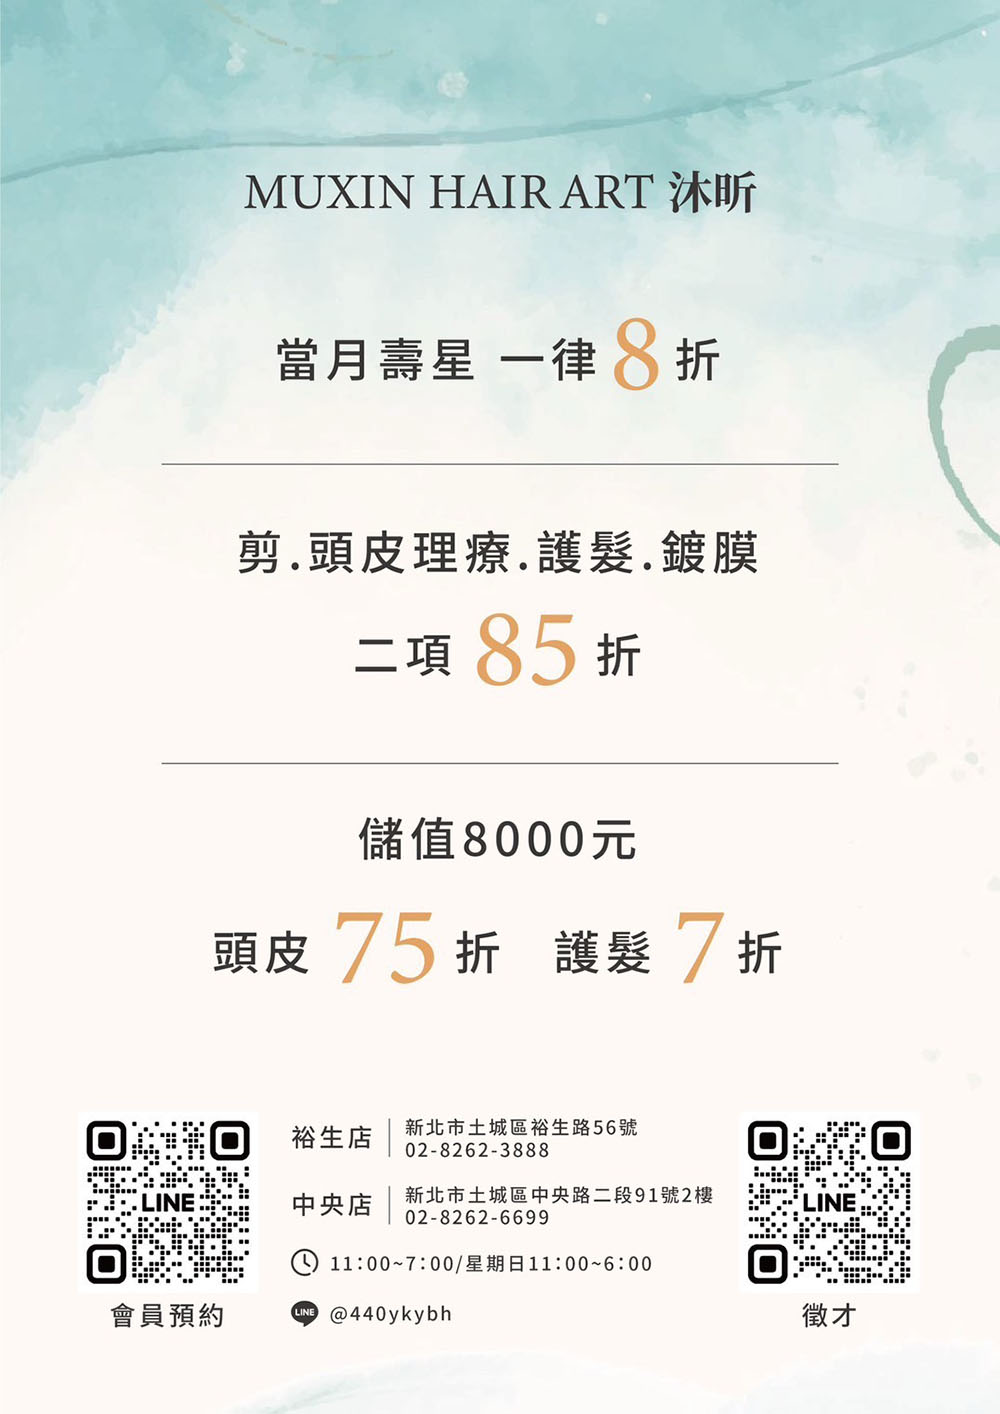 MUXIN HAIR ART 沐昕
當月壽星 一律 8 折
剪.頭皮理療.護髮.鍍膜
二項 85 折
儲值8000元
頭皮 75 折 護髮 7 折
裕生店
新北市土城區裕生路56號
02-8262-3888
中央店
新北市土城區中央路二段91號2樓
02-8262-6699
11:00~7:00/星期日11:00~6:00
LINE @440ykybh
LINE
會員預約
LINE
徵才